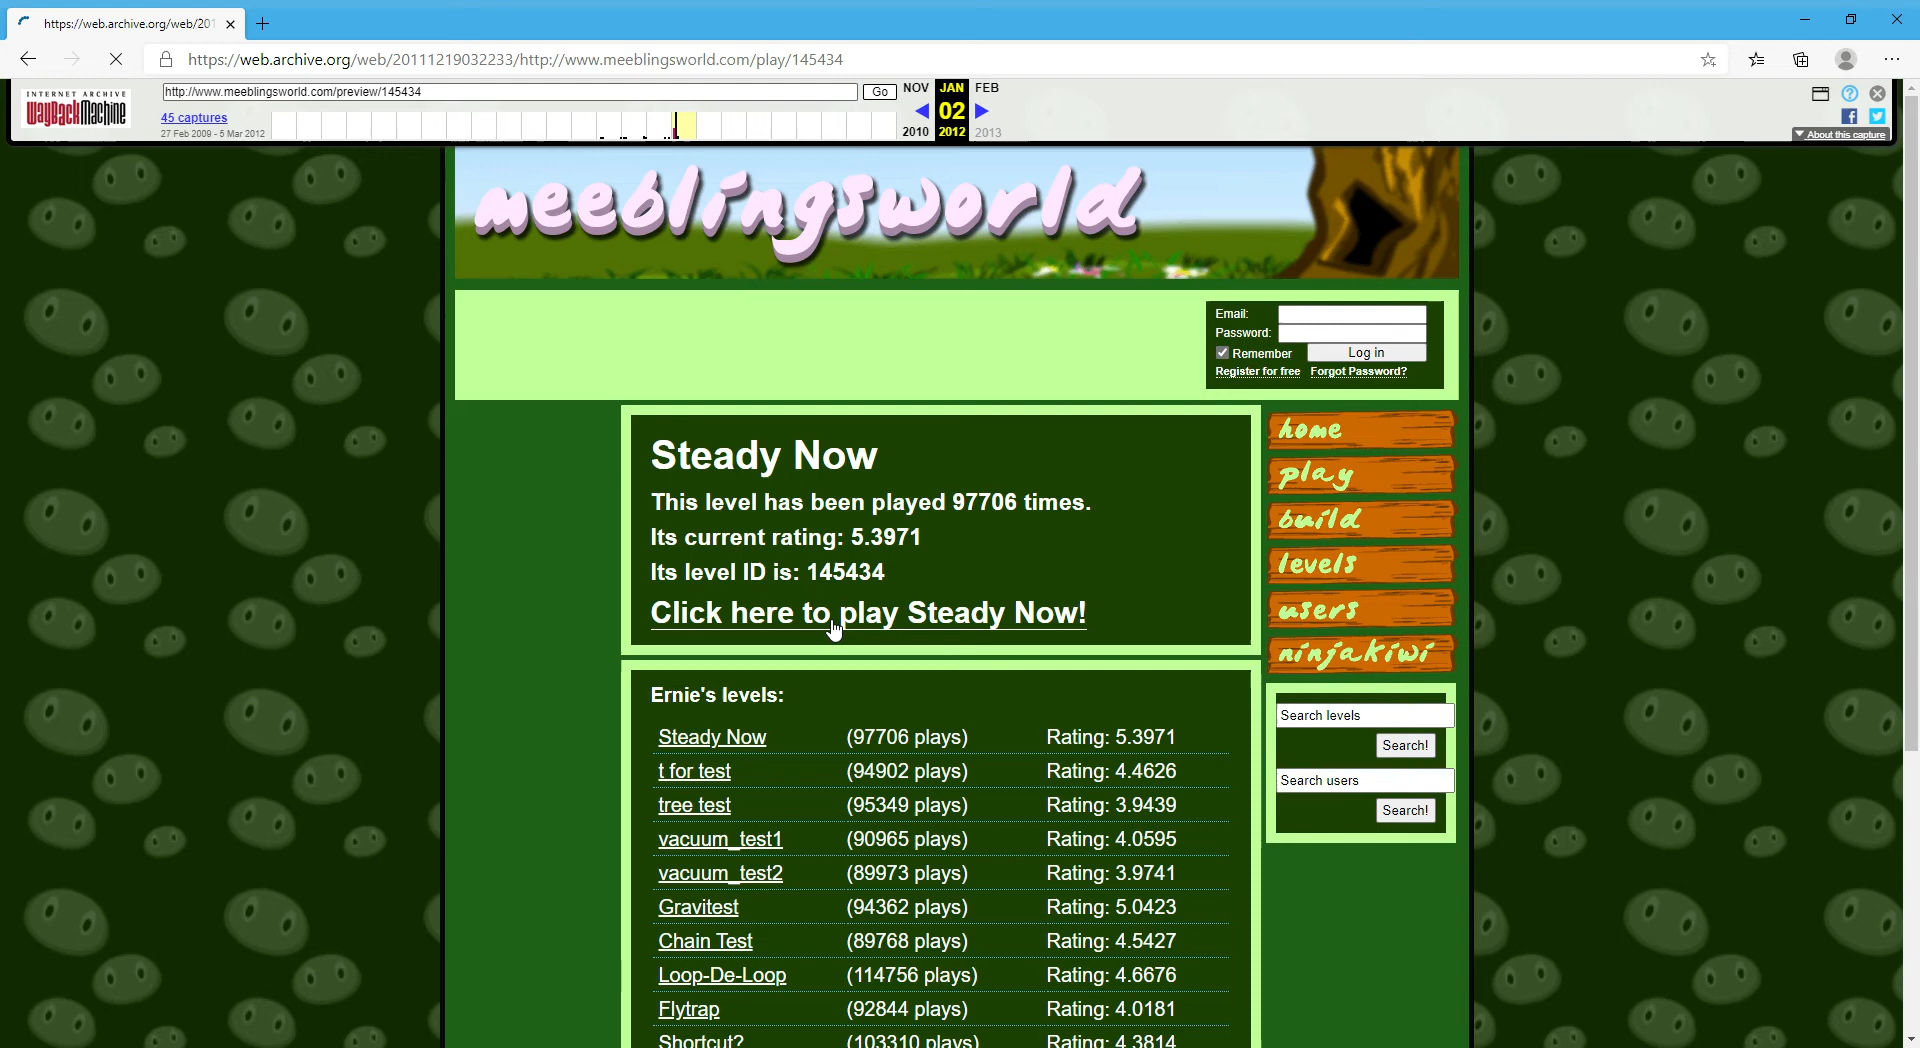 https://web.archive.org/web/201
https://web.archive.org/web/20111219032233/http://www.meeblingsworld.com/play/145434
INTERNET ARCHIVE
WayBackMachine
http://www.meeblingsworld.com/preview/145434
Go
NOV JAN FEB
45 captures
02
27 Feb 2009 - 5 Mar 2012
2010 2012 2013
About this capture
meeblingsworld
Email:
Password:
Remember Log in
Register for free Forgot Password?
Steady Now
This level has been played 97706 times.
Its current rating: 5.3971
Its level ID is: 145434
Click here to play Steady Now!
home
play
build
levels
users
ninjakiwi
Search levels
Search!
Search users
Search!
Ernie's levels:
Steady Now (97706 plays) Rating: 5.3971
t for test (94902 plays) Rating: 4.4626
tree test (95349 plays) Rating: 3.9439
vacuum_test1 (90965 plays) Rating: 4.0595
vacuum_test2 (89973 plays) Rating: 3.9741
Gravitest (94362 plays) Rating: 5.0423
Chain Test (89768 plays) Rating: 4.5427
Loop-De-Loop (114756 plays) Rating: 4.6676
Flytrap (92844 plays) Rating: 4.0181
Shortcut? (103310 plays) Rating: 4.3814